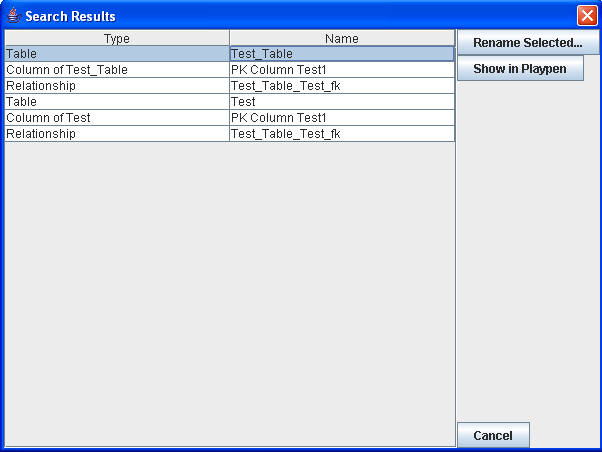 Search Results
Type Name
Table Test_Table
Column of Test_Table PK Column Test1
Relationship Test_Table_Test_fk
Table Test
Column of Test PK Column Test1
Relationship Test_Table_Test_fk
Rename Selected...
Show in Playpen
Cancel